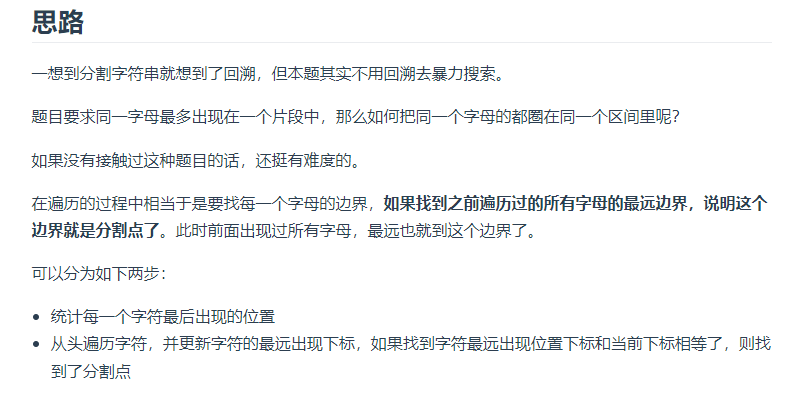 思路
一想到分割字符串就想到了回溯，但本题其实不用回溯去暴力搜索。
题目要求同一字母最多出现在一个片段中，那么如何把同一个字母的都圈在同一个区间里呢？
如果没有接触过这种题目的话，还挺有难度的。
在遍历的过程中相当于是要找每一个字母的边界，如果找到之前遍历过的所有字母的最远边界，说明这个
边界就是分割点了。此时前面出现过所有字母，最远也就到这个边界了。
可以分为如下两步：
• 统计每一个字符最后出现的位置
• 从头遍历字符，并更新字符的最远出现下标，如果找到字符最远出现位置下标和当前下标相等了，则找
到了分割点